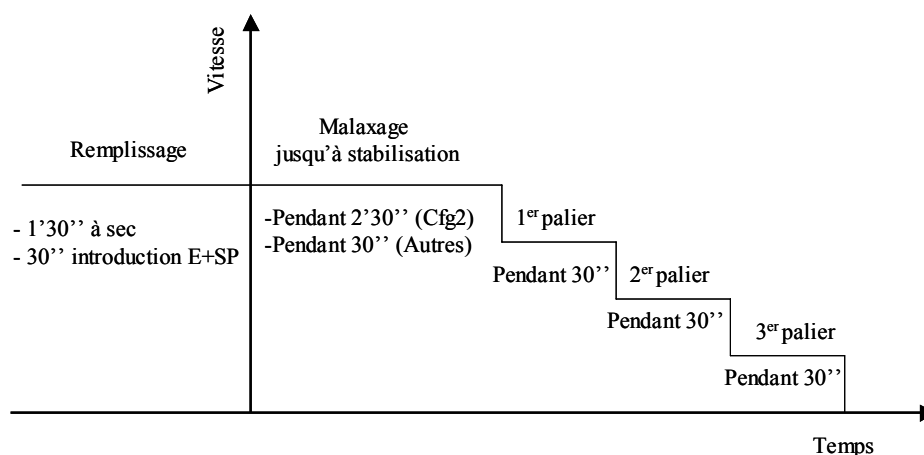 Vitesse
Remplissage
Malaxage
jusqu’à stabilisation
- 1’30’’ à sec
- 30’’ introduction E+SP
-Pendant 2’30’’ (Cfg2)
-Pendant 30’’ (Autres)
1er palier
Pendant 30’’
2er palier
Pendant 30’’
3er palier
Pendant 30’’
Temps